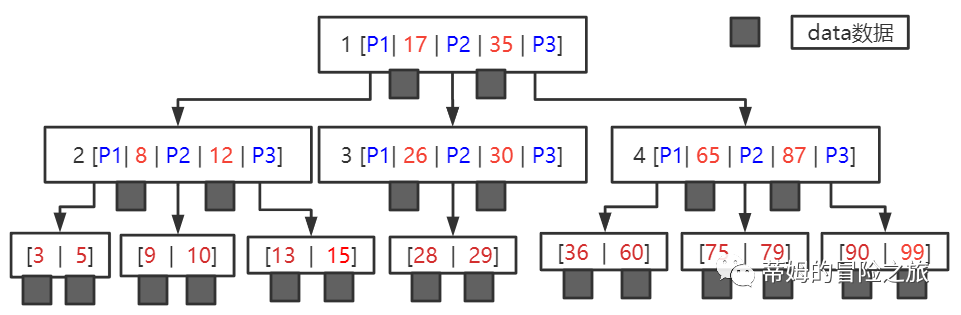 1 [P1| 17 | P2 | 35 | P3]
data数据
2 [P1| 8 | P2 | 12 | P3]
3 [P1| 26 | P2 | 30 | P3]
4 [P1| 65 | P2 | 87 | P3]
[3 | 5]
[9 | 10]
[13 | 15]
[28 | 29]
[36 | 60]
[75 | 79]
[90 | 99]
蒂姆的冒险之旅